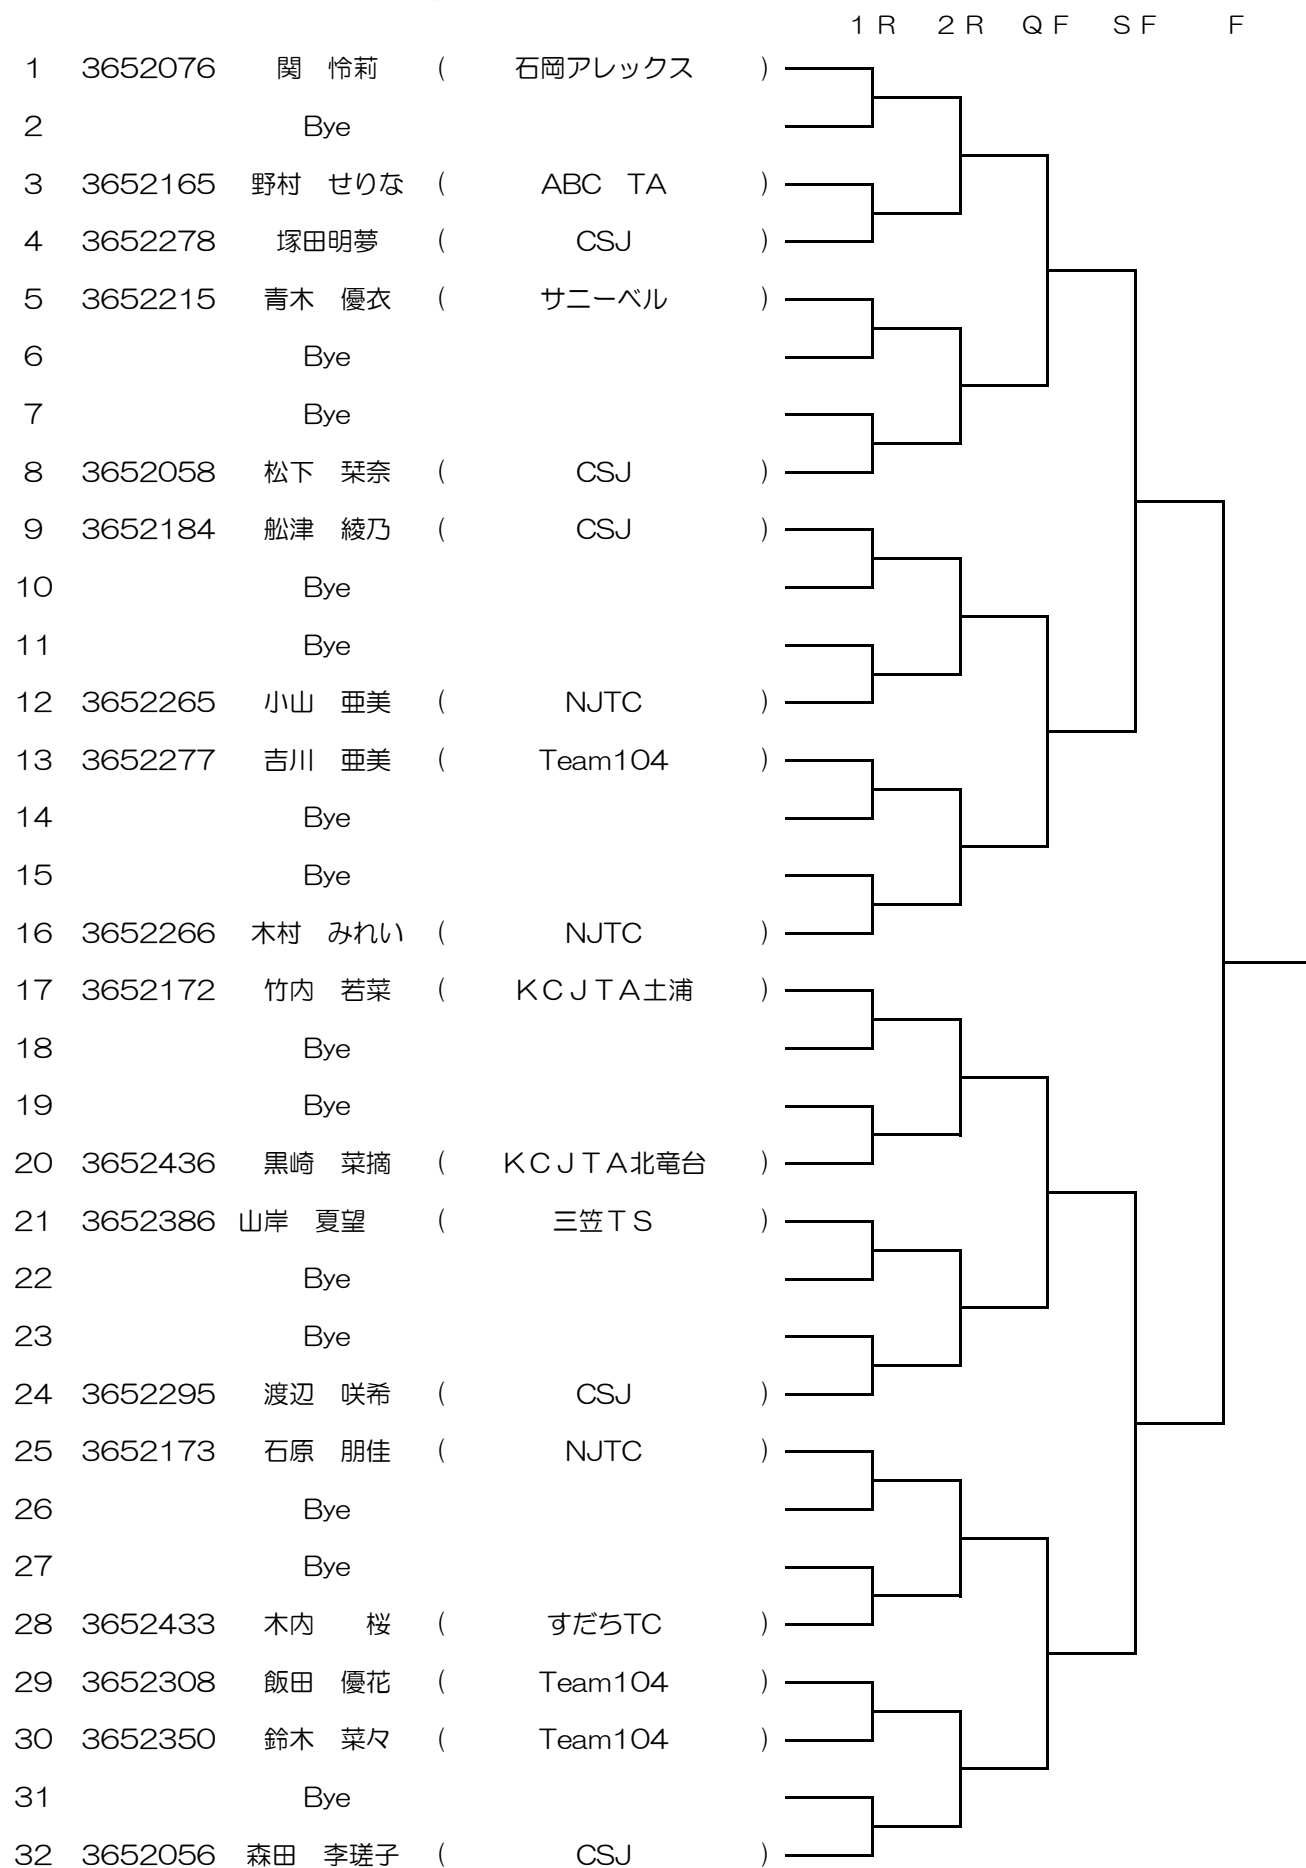 １Ｒ　２Ｒ　ＱＦ　ＳＦ　Ｆ
1 3652076 関　怜莉 ( 石岡アレックス )
2 Bye
3 3652165 野村　せりな ( ABC　TA )
4 3652278 塚田明夢 ( CSJ )
5 3652215 青木　優衣 ( サニーベル )
6 Bye
7 Bye
8 3652058 松下　栞奈 ( CSJ )
9 3652184 舩津　綾乃 ( CSJ )
10 Bye
11 Bye
12 3652265 小山　亜美 ( NJTC )
13 3652277 吉川　亜美 ( Team104 )
14 Bye
15 Bye
16 3652266 木村　みれい ( NJTC )
17 3652172 竹内　若菜 ( ＫＣＪＴＡ土浦 )
18 Bye
19 Bye
20 3652436 黒崎　菜摘 ( ＫＣＪＴＡ北竜台 )
21 3652386 山岸　夏望 ( 三笠ＴＳ )
22 Bye
23 Bye
24 3652295 渡辺　咲希 ( CSJ )
25 3652173 石原　朋佳 ( NJTC )
26 Bye
27 Bye
28 3652433 木内　　桜 ( すだちTC )
29 3652308 飯田　優花 ( Team104 )
30 3652350 鈴木　菜々 ( Team104 )
31 Bye
32 3652056 森田　李瑳子 ( CSJ )